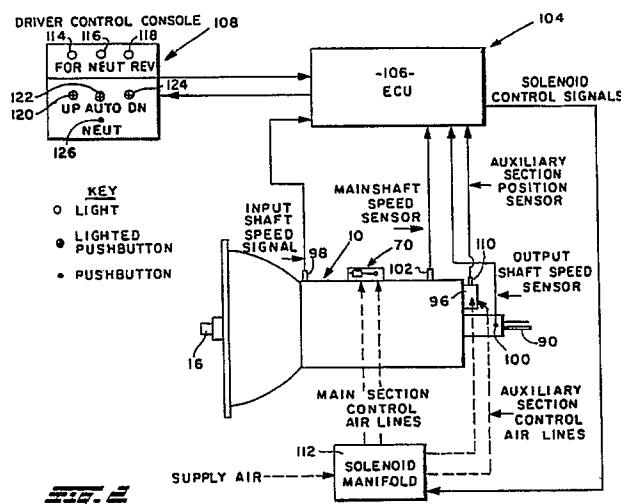 DRIVER CONTROL CONSOLE
108
104
114
116
118
FOR NEUT REV
-106-
ECU
SOLENOID
CONTROL SIGNALS
122
124
120
UP AUTO DN
126
NEUT
KEY
LIGHT
LIGHTED
PUSHBUTTON
PUSHBUTTON
INPUT
SHAFT
SPEED
SIGNAL
98
10
70
MAINSHAFT
SPEED
SENSOR
102
AUXILIARY
SECTION
POSITION
SENSOR
110
OUTPUT
SHAFT SPEED
SENSOR
96
100
90
16
MAIN SECTION
CONTROL
AIR LINES
AUXILIARY
SECTION
CONTROL
AIR LINES
112
SOLENOID
MANIFOLD
SUPPLY AIR
FIG. 2